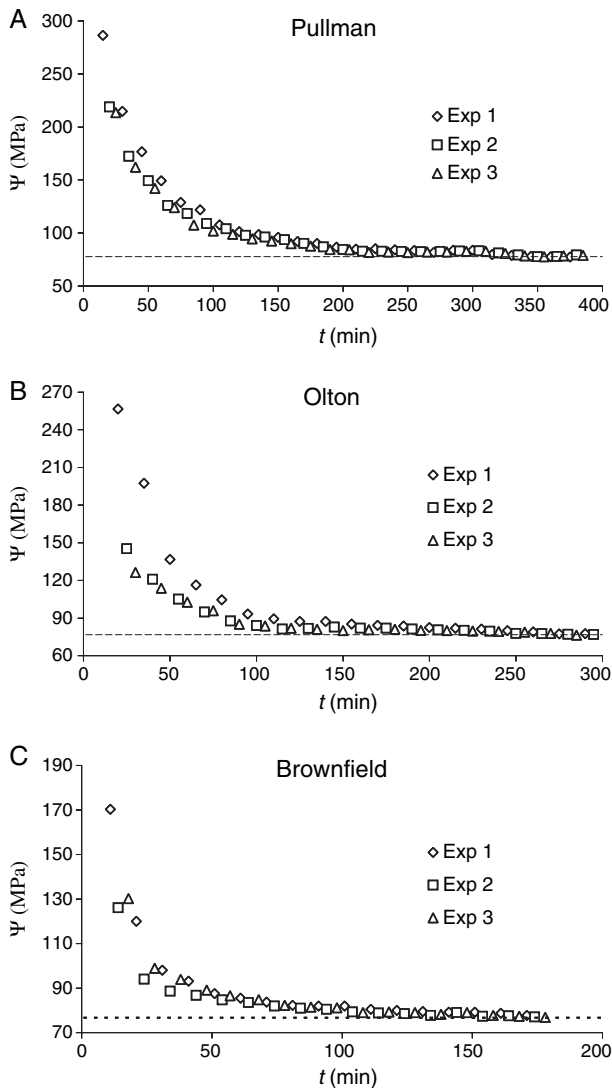 A
Pullman
300
250
200
150
100
50
Ψ (MPa)
Exp 1
Exp 2
Exp 3
0 50 100 150 200 250 300 350 400
t (min)
B
Olton
270
240
210
180
150
120
90
60
Ψ (MPa)
Exp 1
Exp 2
Exp 3
0 50 100 150 200 250 300
t (min)
C
Brownfield
190
170
150
130
110
90
70
Ψ (MPa)
Exp 1
Exp 2
Exp 3
0 50 100 150 200
t (min)